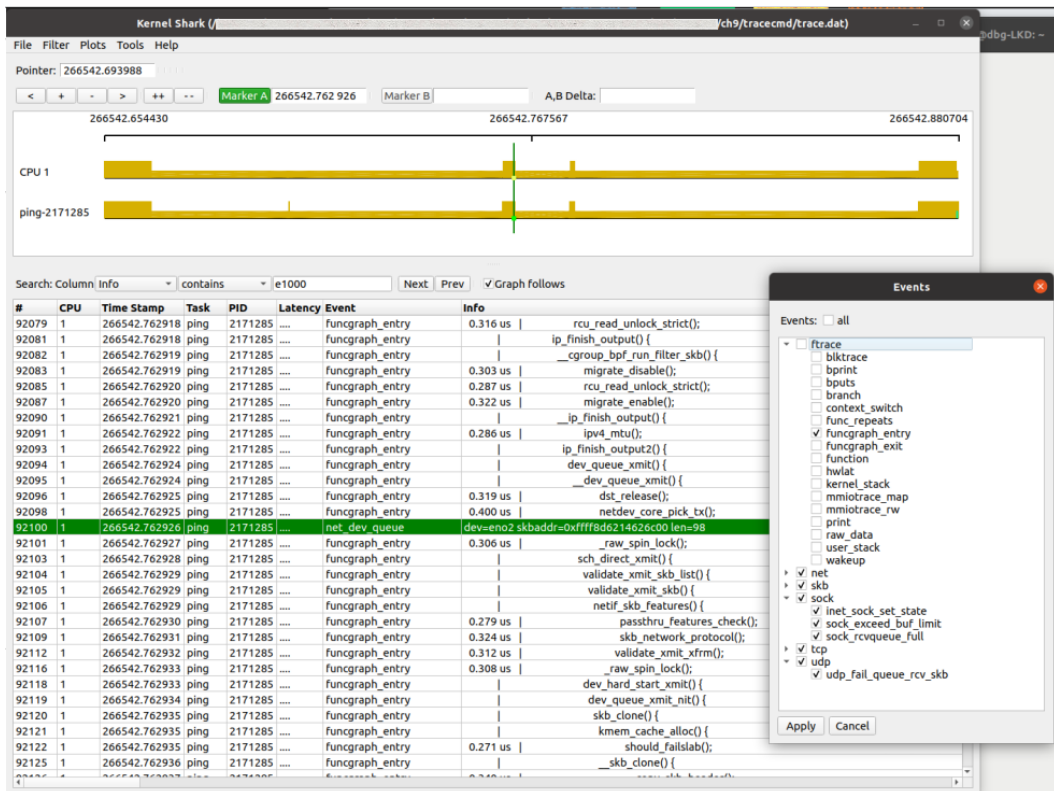 Kernel Shark (/ /ch9/tracecmd/trace.dat)
@dbg-LKD: ~
File Filter Plots Tools Help
Pointer: 266542.693988
< + - > ++ -- Marker A 266542.762 926 Marker B A,B Delta:
266542.654430 266542.767567 266542.880704
CPU 1
ping-2171285
Search: Column Info contains e1000 Next Prev Graph follows
# CPU Time Stamp Task PID Latency Event Info
92079 1 266542.762918 ping 2171285 .... funcgraph_entry 0.316 us | rcu_read_unlock_strict();
92081 1 266542.762918 ping 2171285 .... funcgraph_entry | ip_finish_output() {
92082 1 266542.762919 ping 2171285 .... funcgraph_entry | __cgroup_bpf_run_filter_skb() {
92083 1 266542.762919 ping 2171285 .... funcgraph_entry 0.303 us | migrate_disable();
92085 1 266542.762920 ping 2171285 .... funcgraph_entry 0.287 us | rcu_read_unlock_strict();
92087 1 266542.762920 ping 2171285 .... funcgraph_entry 0.322 us | migrate_enable();
92090 1 266542.762921 ping 2171285 .... funcgraph_entry | __ip_finish_output() {
92091 1 266542.762922 ping 2171285 .... funcgraph_entry 0.286 us | ipv4_mtu();
92093 1 266542.762922 ping 2171285 .... funcgraph_entry | ip_finish_output2() {
92094 1 266542.762924 ping 2171285 .... funcgraph_entry | dev_queue_xmit() {
92095 1 266542.762924 ping 2171285 .... funcgraph_entry | __dev_queue_xmit() {
92096 1 266542.762925 ping 2171285 .... funcgraph_entry 0.319 us | dst_release();
92098 1 266542.762925 ping 2171285 .... funcgraph_entry 0.400 us | netdev_core_pick_tx();
92100 1 266542.762926 ping 2171285 .... net_dev_queue dev=eno2 skbaddr=0xffff8d6214626c00 len=98
92101 1 266542.762927 ping 2171285 .... funcgraph_entry 0.306 us | _raw_spin_lock();
92103 1 266542.762928 ping 2171285 .... funcgraph_entry | sch_direct_xmit() {
92104 1 266542.762929 ping 2171285 .... funcgraph_entry | validate_xmit_skb_list() {
92105 1 266542.762929 ping 2171285 .... funcgraph_entry | validate_xmit_skb() {
92106 1 266542.762929 ping 2171285 .... funcgraph_entry | netif_skb_features() {
92107 1 266542.762930 ping 2171285 .... funcgraph_entry 0.279 us | passthru_features_check();
92109 1 266542.762931 ping 2171285 .... funcgraph_entry 0.324 us | skb_network_protocol();
92112 1 266542.762932 ping 2171285 .... funcgraph_entry 0.312 us | validate_xmit_xfrm();
92116 1 266542.762933 ping 2171285 .... funcgraph_entry 0.308 us | _raw_spin_lock();
92118 1 266542.762933 ping 2171285 .... funcgraph_entry | dev_hard_start_xmit() {
92119 1 266542.762934 ping 2171285 .... funcgraph_entry | dev_queue_xmit_nit() {
92120 1 266542.762935 ping 2171285 .... funcgraph_entry | skb_clone() {
92121 1 266542.762935 ping 2171285 .... funcgraph_entry | kmem_cache_alloc() {
92122 1 266542.762935 ping 2171285 .... funcgraph_entry 0.271 us | should_failslab();
92125 1 266542.762936 ping 2171285 .... funcgraph_entry | __skb_clone() {
Events
Events: all
ftrace
blktrace
bprint
bputs
branch
context_switch
func_repeats
funcgraph_entry
funcgraph_exit
function
hwlat
kernel_stack
mmiotrace_map
mmiotrace_rw
print
raw_data
user_stack
wakeup
net
skb
sock
inet_sock_set_state
sock_exceed_buf_limit
sock_rcvqueue_full
tcp
udp
udp_fail_queue_rcv_skb
Apply Cancel